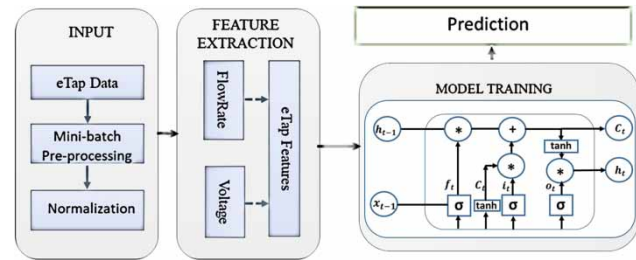 INPUT
eTap Data
Mini-batch
Pre-processing
Normalization
FEATURE
EXTRACTION
FlowRate
Voltage
eTap Features
Prediction
MODEL TRAINING
h_{t-1}
*
+
C_t
tanh
*
*
h_t
f_t
C_t
i_t
o_t
x_{t-1}
σ
tanh
σ
σ